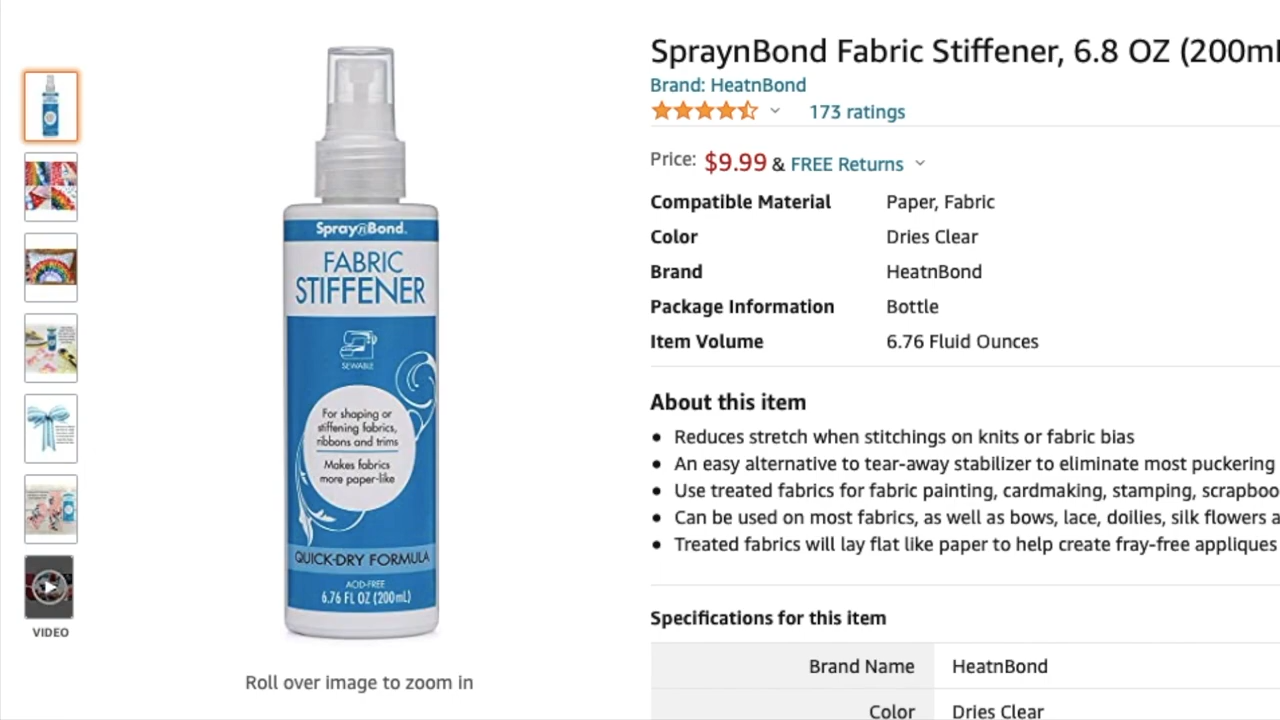 SpraynBond Fabric Stiffener, 6.8 OZ (200ml
Brand: HeatnBond
173 ratings
Price: $9.99 & FREE Returns
Compatible Material Paper, Fabric
Color Dries Clear
Brand HeatnBond
Package Information Bottle
Item Volume 6.76 Fluid Ounces
About this item
• Reduces stretch when stitchings on knits or fabric bias
• An easy alternative to tear-away stabilizer to eliminate most puckering
• Use treated fabrics for fabric painting, cardmaking, stamping, scrapboo
• Can be used on most fabrics, as well as bows, lace, doilies, silk flowers a
• Treated fabrics will lay flat like paper to help create fray-free appliques
Specifications for this item
Brand Name HeatnBond
Color Dries Clear
SpraynBond.
FABRIC
STIFFENER
SEWABLE
For shaping or
stiffening fabrics,
ribbons and trims
Makes fabrics
more paper-like
QUICK-DRY FORMULA
ACID-FREE
6.76 FL OZ (200mL)
VIDEO
Roll over image to zoom in